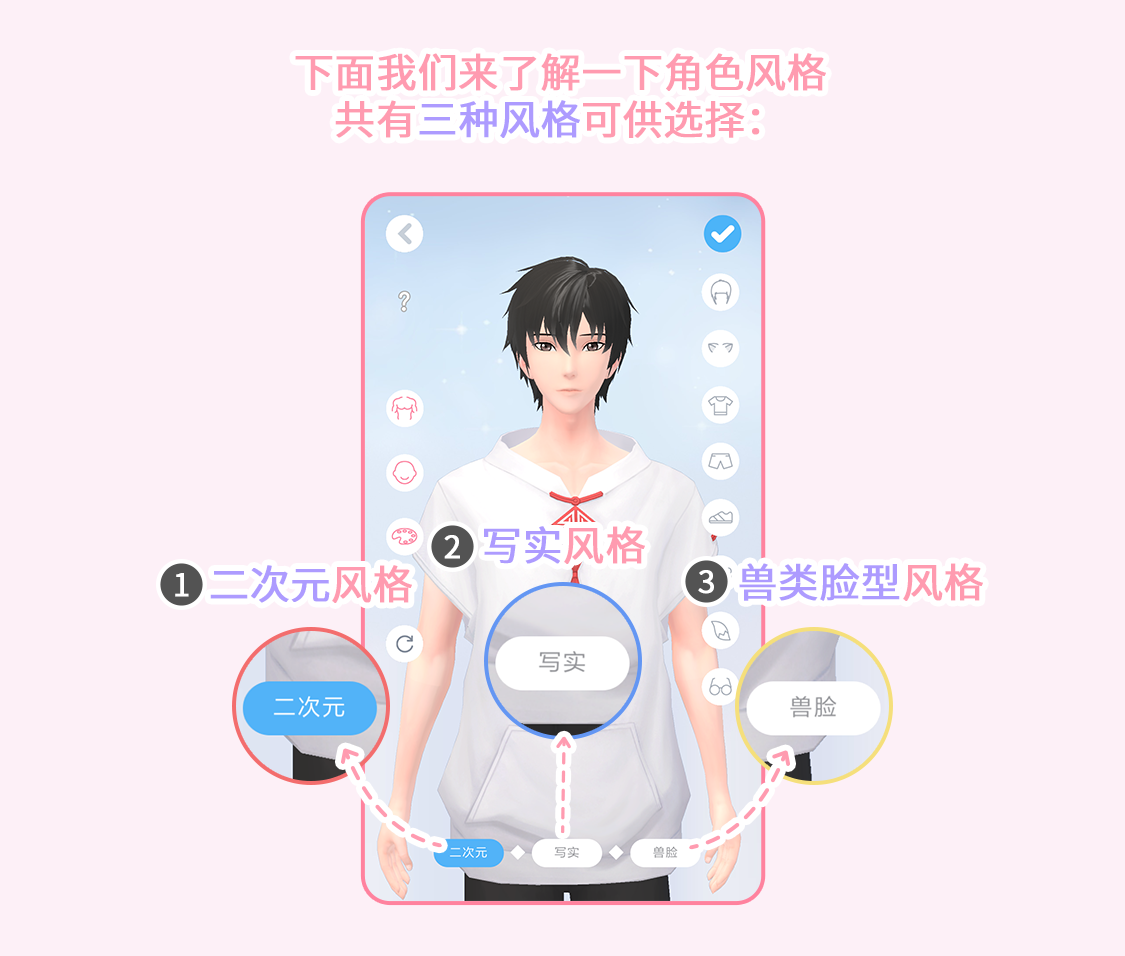 下面我们来了解一下角色风格
共有三种风格可供选择：
?
2 写实风格
1 二次元风格
3 兽类脸型风格
写实
二次元
兽脸
二次元
写实
兽脸